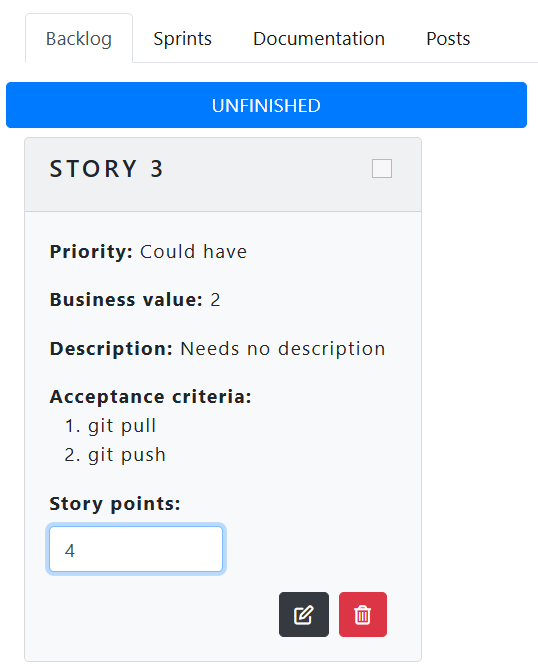 Backlog Sprints Documentation Posts
UNFINISHED
STORY 3
Priority: Could have
Business value: 2
Description: Needs no description
Acceptance criteria:
1. git pull
2. git push
Story points:
4